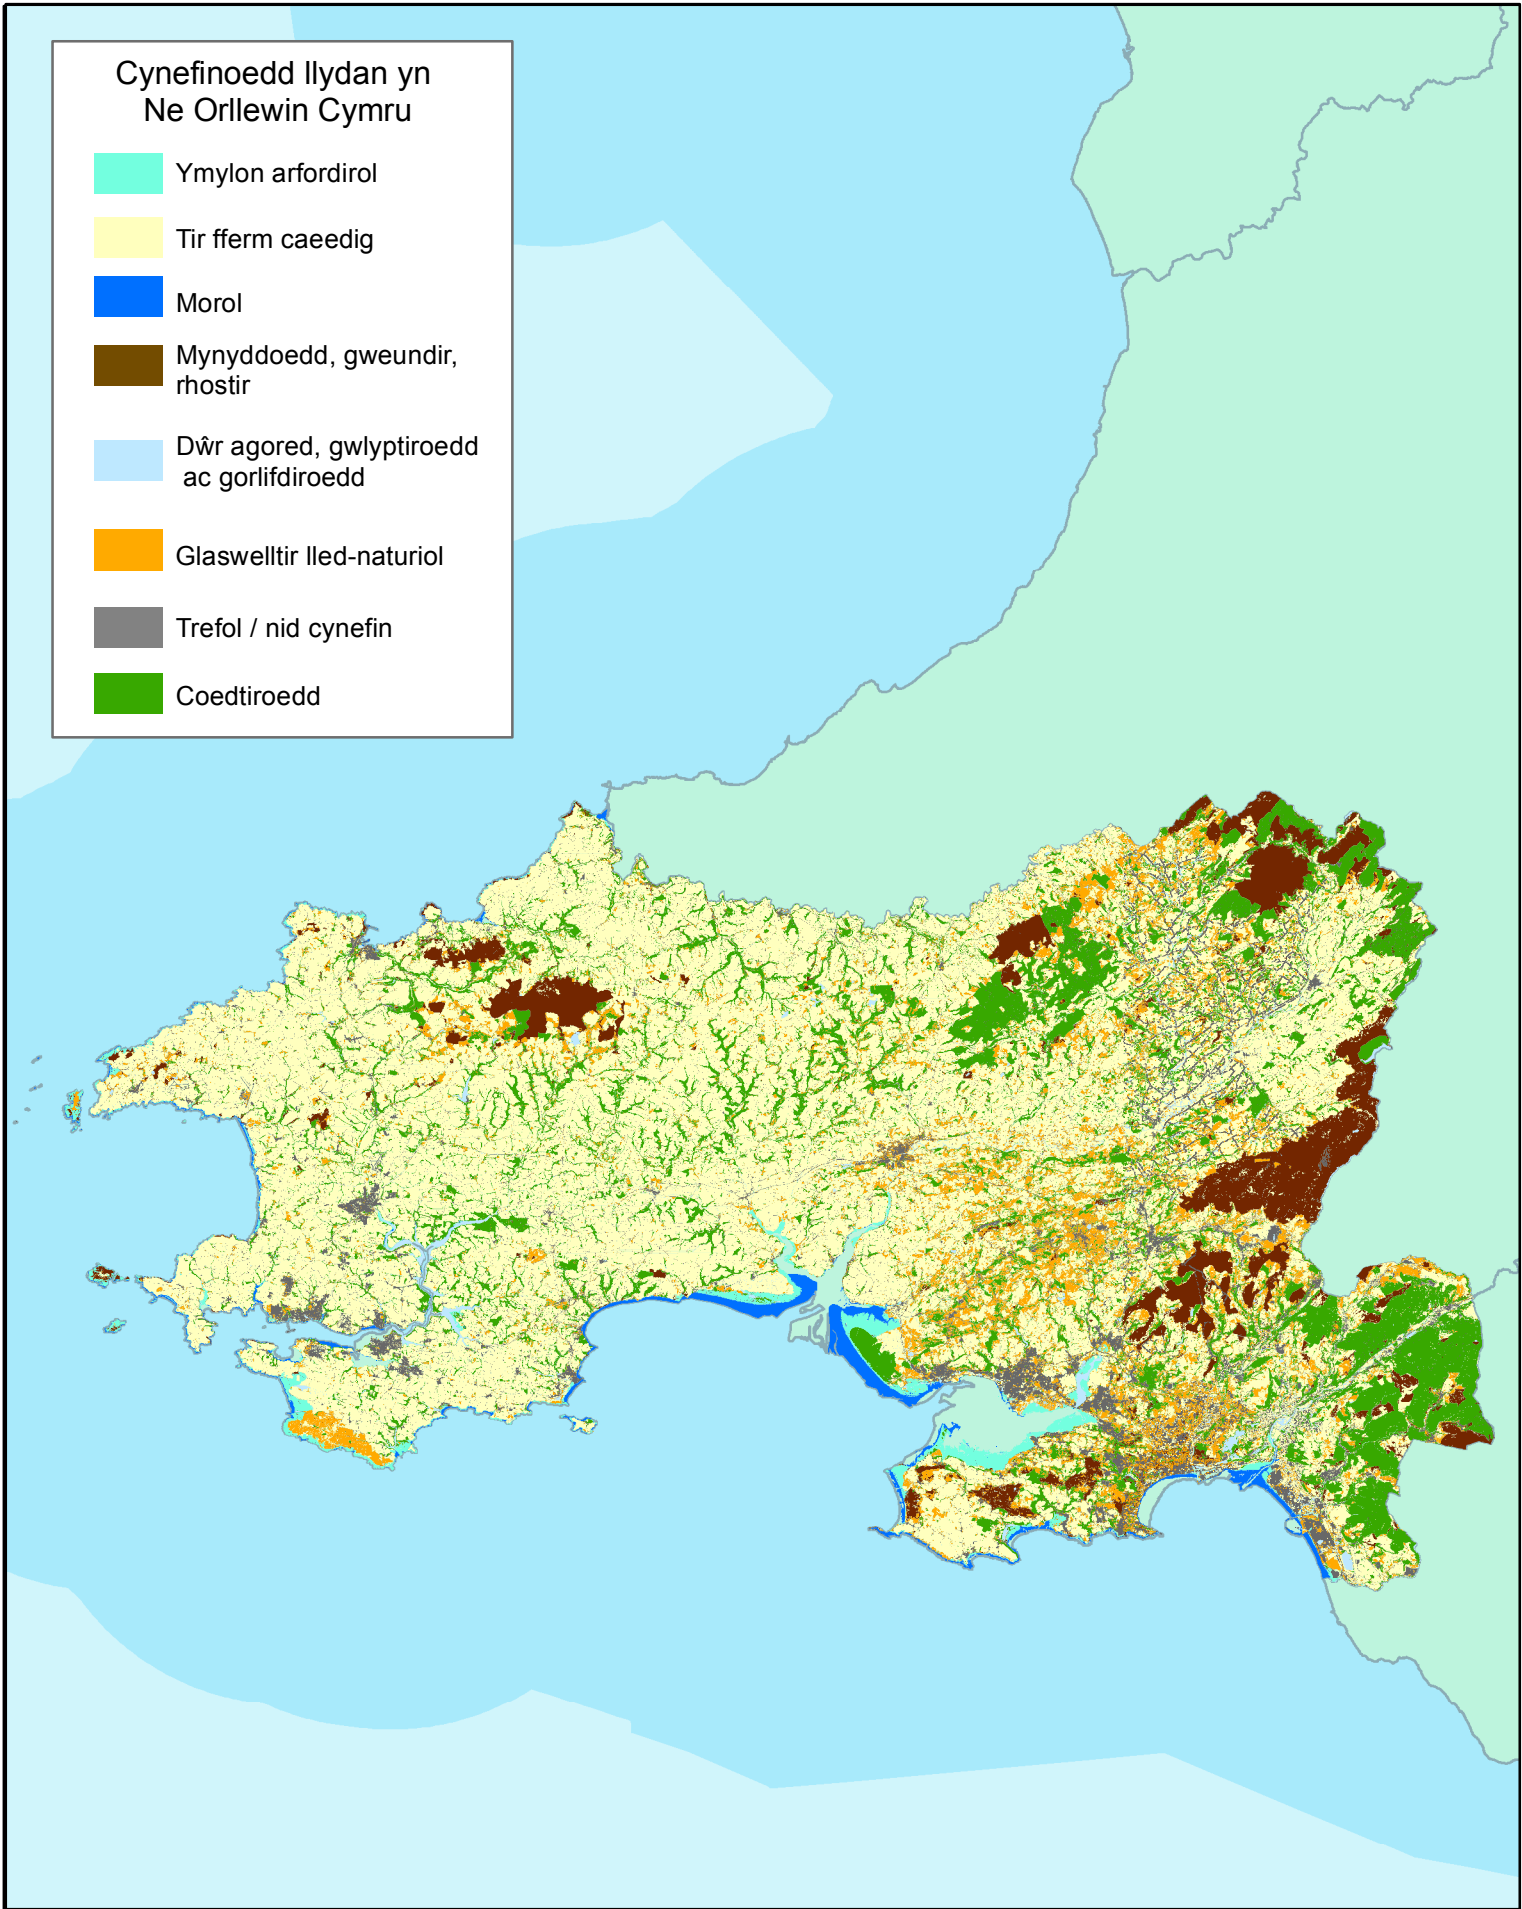 Cynefinoedd llydan yn
Ne Orllewin Cymru
Ymylon arfordirol
Tir fferm caeedig
Morol
Mynyddoedd, gweundir,
rhostir
Dŵr agored, gwlyptiroedd
ac gorlifdiroedd
Glaswelltir lled-naturiol
Trefol / nid cynefin
Coedtiroedd